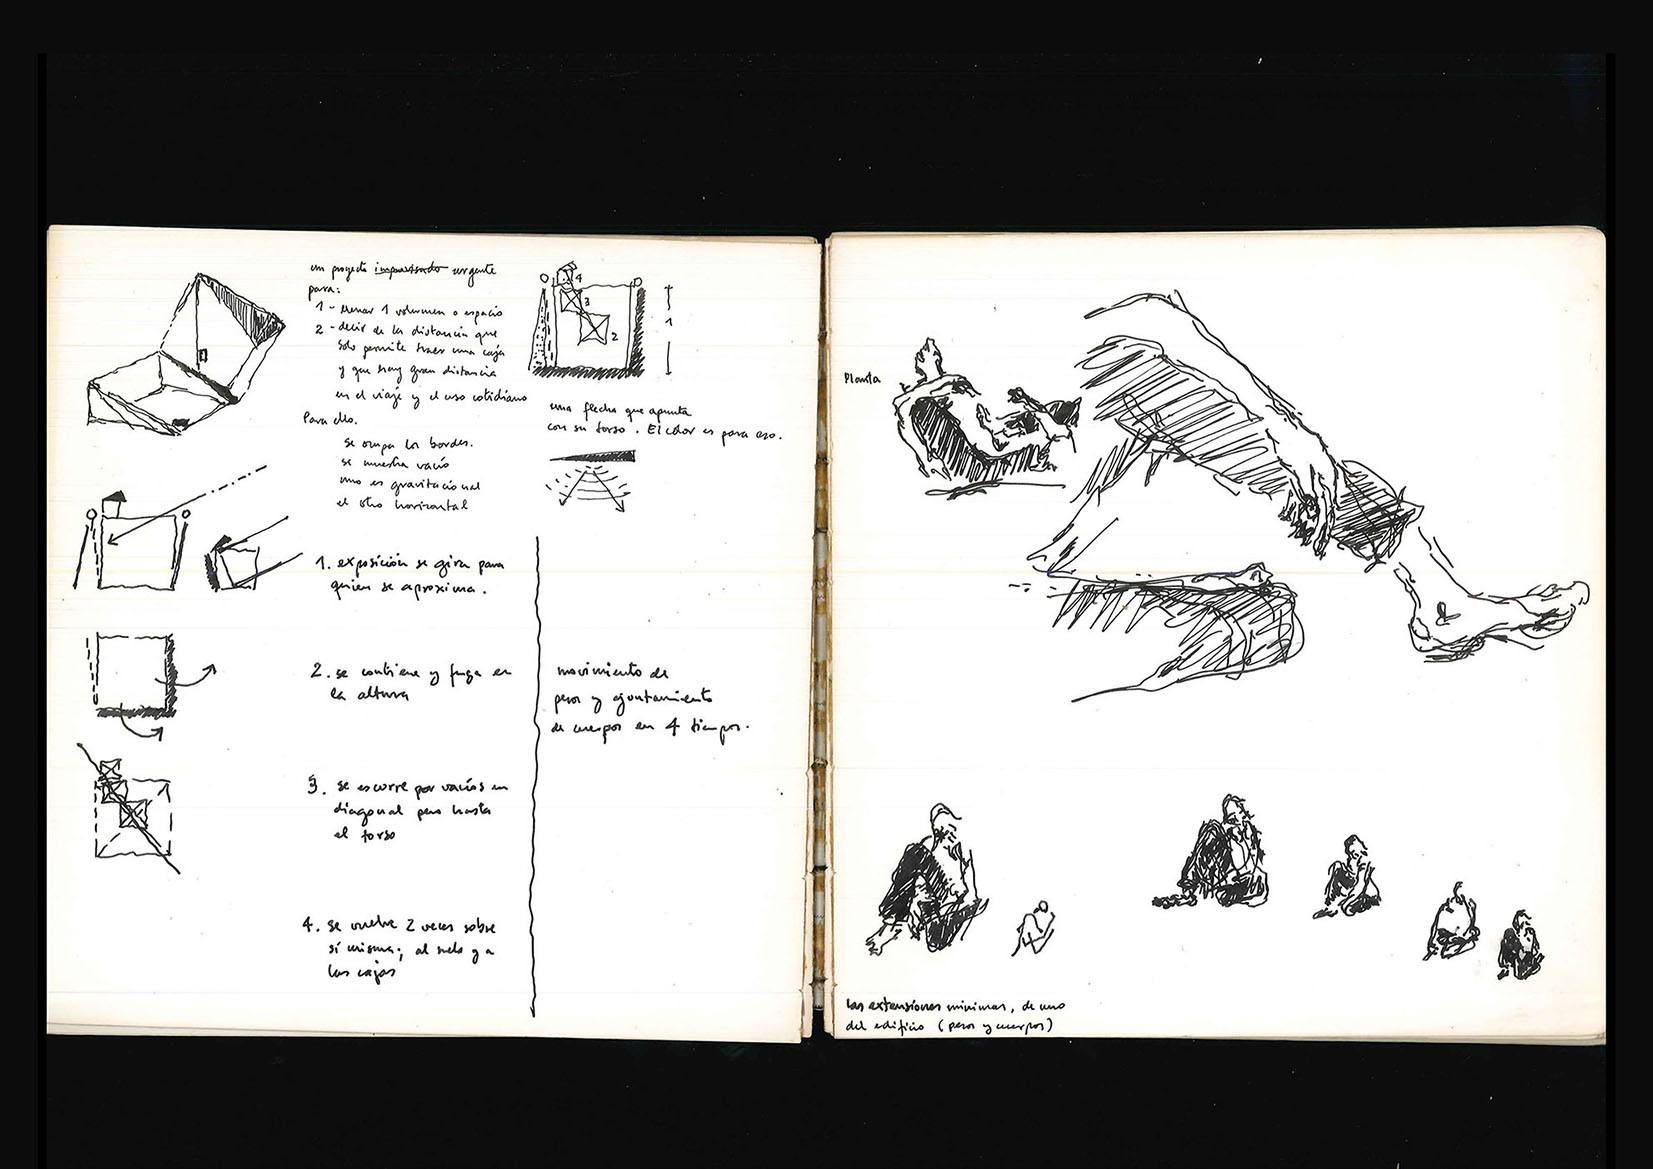 un proyecto improvisado urgente
para:
1 - llenar 1 volumen o espacio
2 - decir de la distancia que
solo permite traer una caja
y que hay gran distancia
en el viaje y el uso cotidiano
Para ello.
se ocupa los bordes.
se muestra vacío
uno es gravitacional
el otro horizontal
4
3
2
1
una flecha que apunta
con su torso. El color es para eso.
1. exposición se gira para
quien se aproxima.
2. se contiene y fuga en
la altura
3. se escurre por vacíos en
diagonal pero hasta
el torso
4. se vuelve 2 veces sobre
sí misma; al suelo y a
las cajas
movimiento de
pesos y ajuntamiento
de cuerpos en 4 tiempos.
Planta
las extensiones mínimas, de uno
del edificio (pesos y cuerpos)